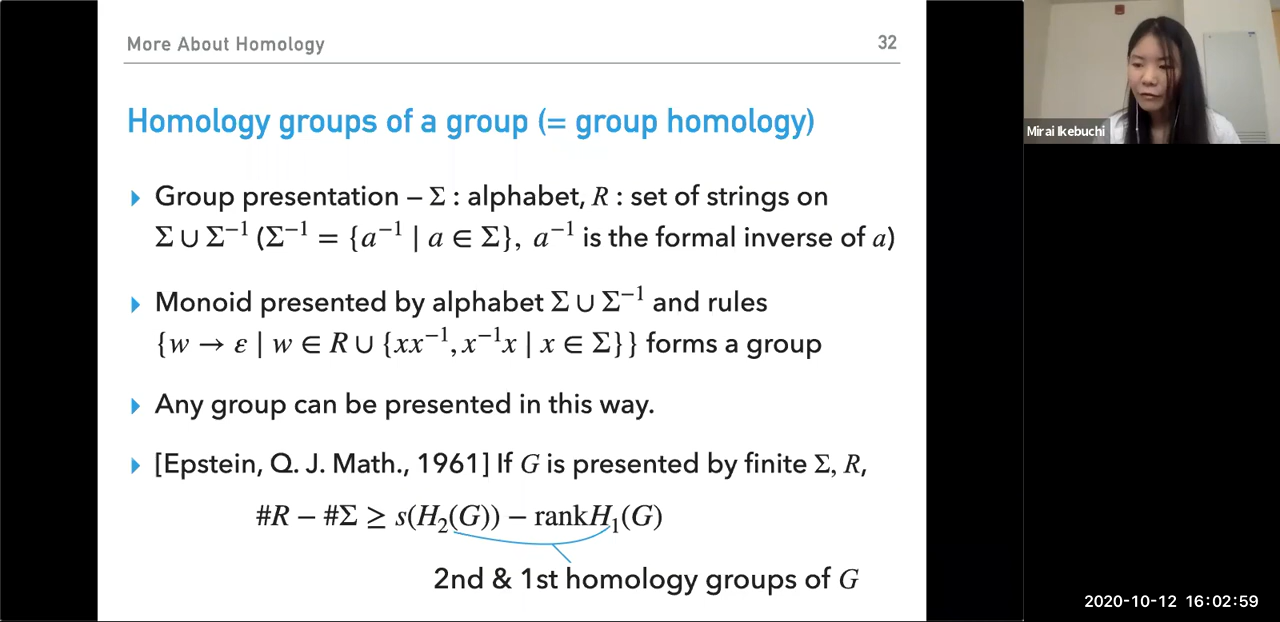 More About Homology 32
Homology groups of a group (= group homology)
Group presentation – Σ : alphabet, R : set of strings on
Σ ∪ Σ⁻¹ (Σ⁻¹ = {a⁻¹ | a ∈ Σ}, a⁻¹ is the formal inverse of a)
Monoid presented by alphabet Σ ∪ Σ⁻¹ and rules
{w → ε | w ∈ R ∪ {xx⁻¹, x⁻¹x | x ∈ Σ}} forms a group
Any group can be presented in this way.
[Epstein, Q. J. Math., 1961] If G is presented by finite Σ, R,
#R − #Σ ≥ s(H₂(G)) − rankH₁(G)
2nd & 1st homology groups of G
Mirai Ikebuchi
2020-10-12 16:02:59